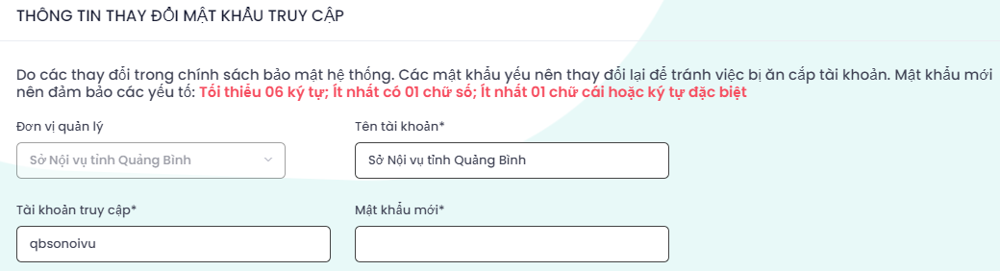 THÔNG TIN THAY ĐỔI MẬT KHẨU TRUY CẬP
Do các thay đổi trong chính sách bảo mật hệ thống. Các mật khẩu yếu nên thay đổi lại để tránh việc bị ăn cắp tài khoản. Mật khẩu mới
nên đảm bảo các yếu tố: Tối thiểu 06 ký tự; Ít nhất có 01 chữ số; Ít nhất 01 chữ cái hoặc ký tự đặc biệt
Đơn vị quản lý
Tên tài khoản*
Sở Nội vụ tỉnh Quảng Bình
Sở Nội vụ tỉnh Quảng Bình
Tài khoản truy cập*
Mật khẩu mới*
qbsonoivu